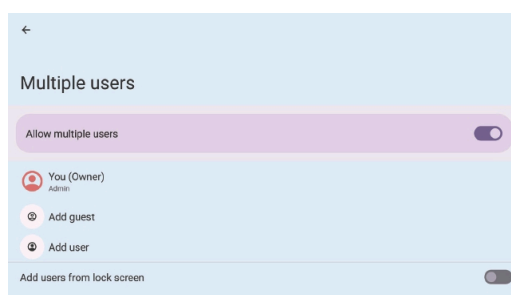 Multiple users
Allow multiple users
You (Owner)
Admin
Add guest
Add user
Add users from lock screen